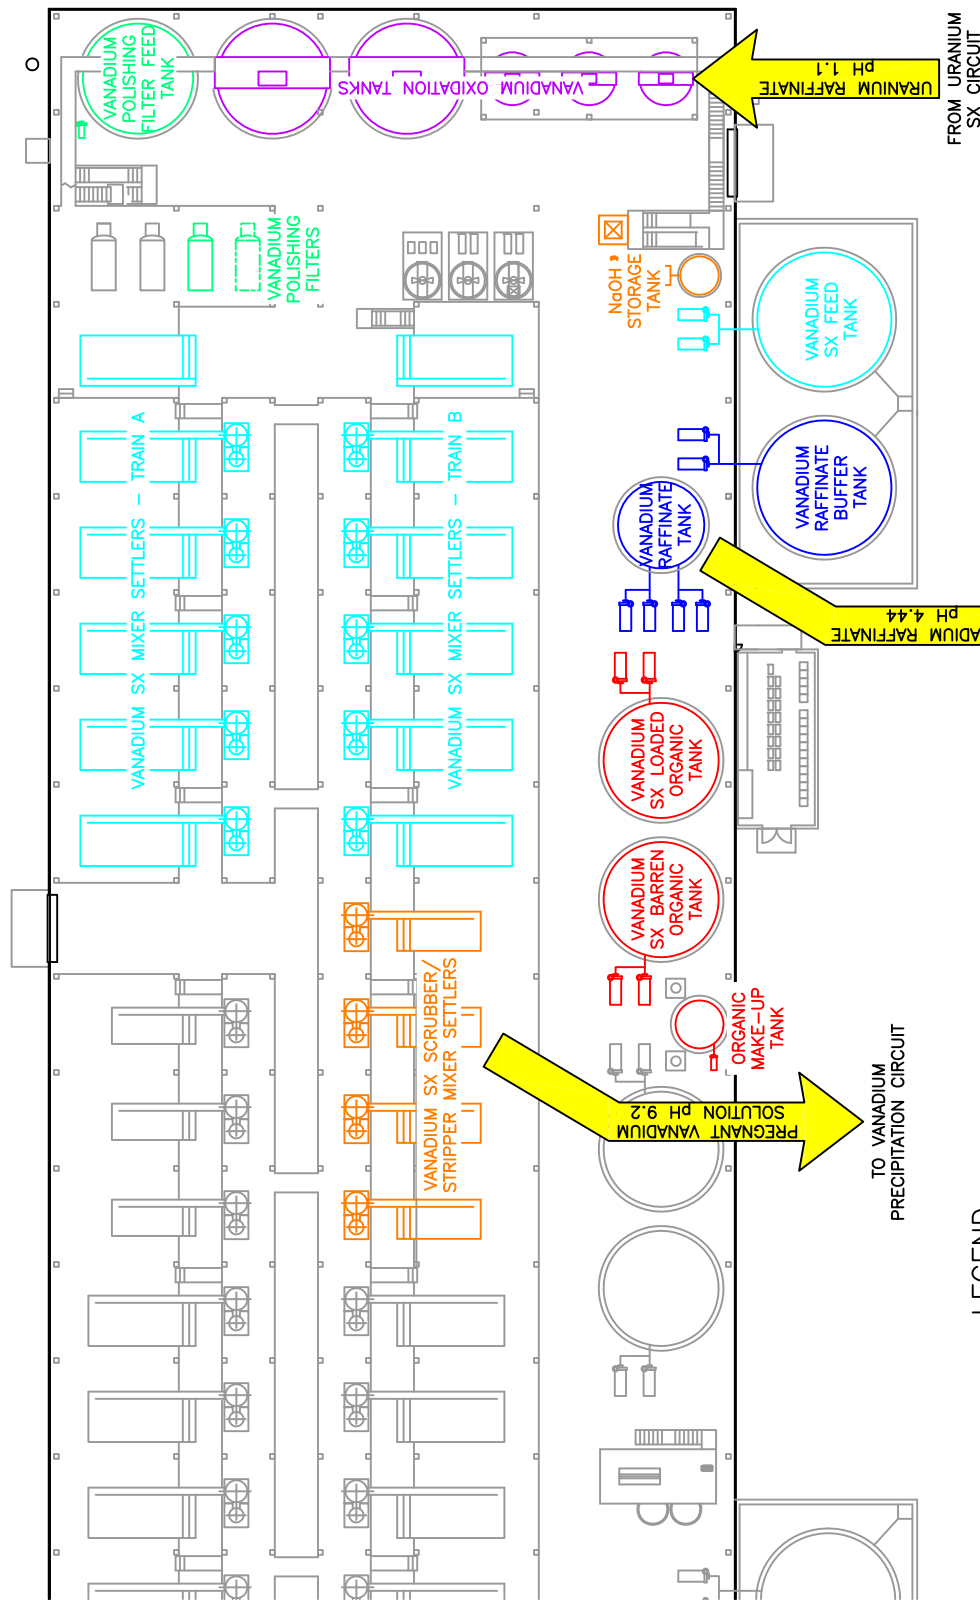 VANADIUM
POLISHING
FILTER FEED
TANK
VANADIUM OXIDATION TANKS
URANIUM RAFFINATE
pH 1.1
FROM URANIUM
SX CIRCUIT
VANADIUM
POLISHING
FILTERS
NaOH
STORAGE
TANK
VANADIUM
SX FEED
TANK
VANADIUM SX MIXER SETTLERS – TRAIN A
VANADIUM SX MIXER SETTLERS – TRAIN B
VANADIUM
RAFFINATE
TANK
VANADIUM
RAFFINATE
BUFFER
TANK
ADIUM RAFFINATE
pH 4.44
VANADIUM
SX LOADED
ORGANIC
TANK
VANADIUM
SX BARREN
ORGANIC
TANK
VANADIUM SX SCRUBBER/
STRIPPER MIXER SETTLERS
ORGANIC
MAKE–UP
TANK
PREGNANT VANADIUM
SOLUTION pH 9.2
TO VANADIUM
PRECIPITATION CIRCUIT
LEGEND